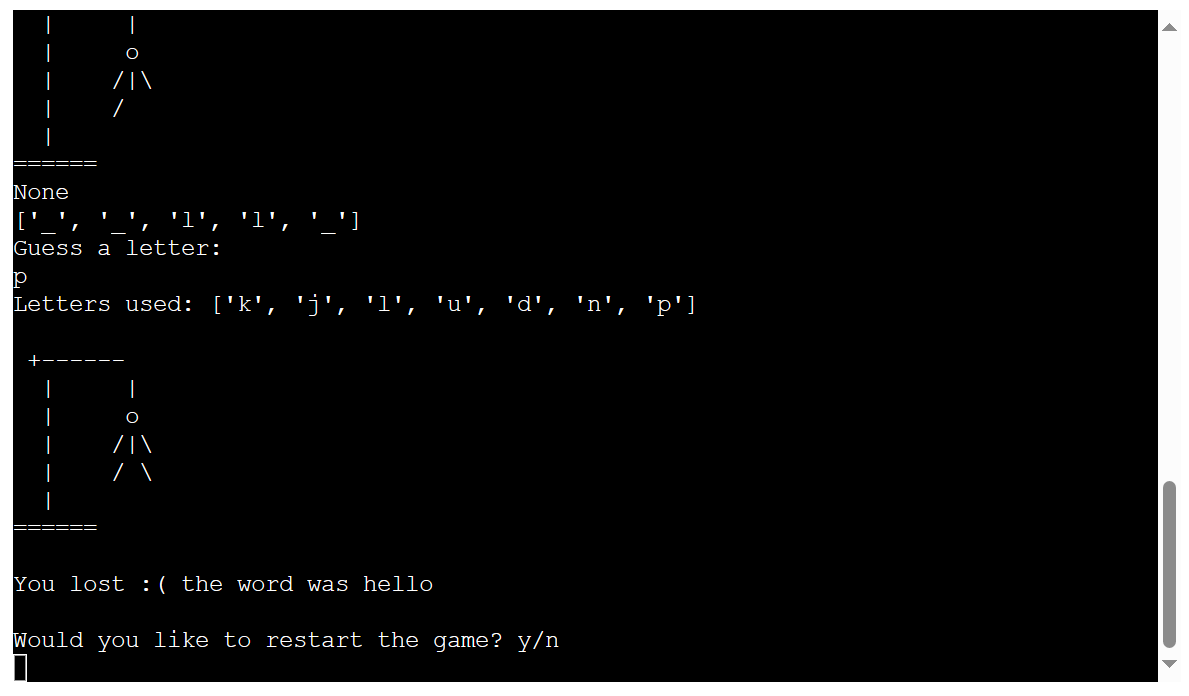 |     |
  |     o
  |    /|\
  |    /
  |
======
None
['_', '_', 'l', 'l', '_']
Guess a letter:
p
Letters used: ['k', 'j', 'l', 'u', 'd', 'n', 'p']

 +------
  |     |
  |     o
  |    /|\
  |    / \
  |
======

You lost :( the word was hello

Would you like to restart the game? y/n